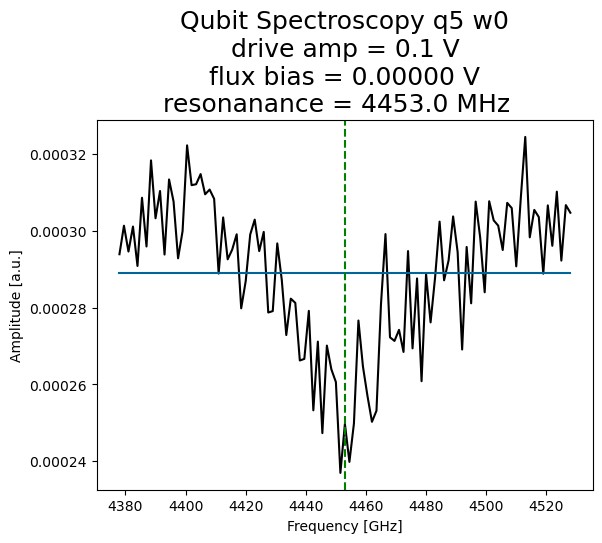 Qubit Spectroscopy q5 w0
drive amp = 0.1 V
flux bias = 0.00000 V
resonanance = 4453.0 MHz
0.00032
0.00030
0.00028
0.00026
0.00024
Amplitude [a.u.]
4380 4400 4420 4440 4460 4480 4500 4520
Frequency [GHz]